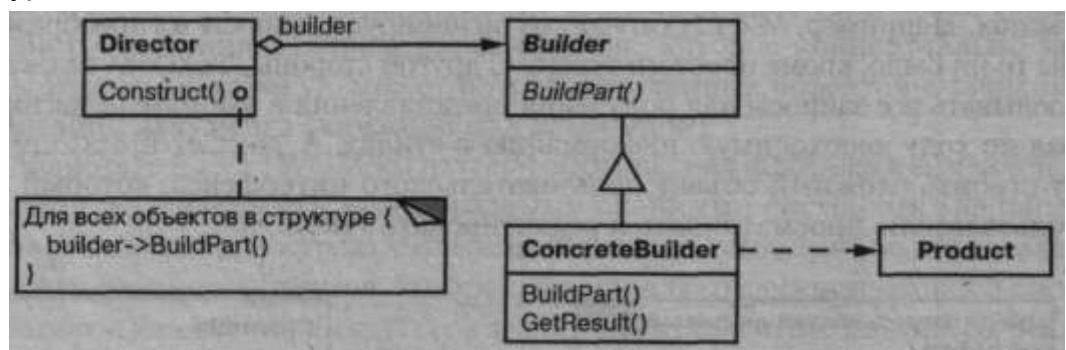 Director
Construct()
builder
Builder
BuildPart()
Для всех объектов в структуре {
builder->BuildPart()
}
ConcreteBuilder
BuildPart()
GetResult()
Product